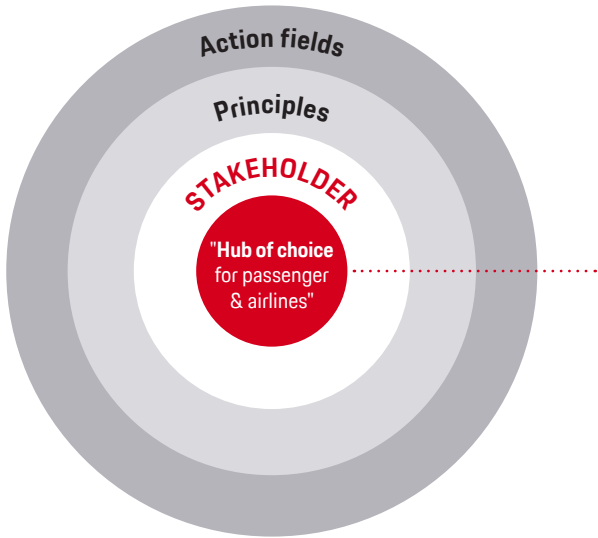 Action fields
Principles
STAKEHOLDER
"Hub of choice
for passenger
& airlines"